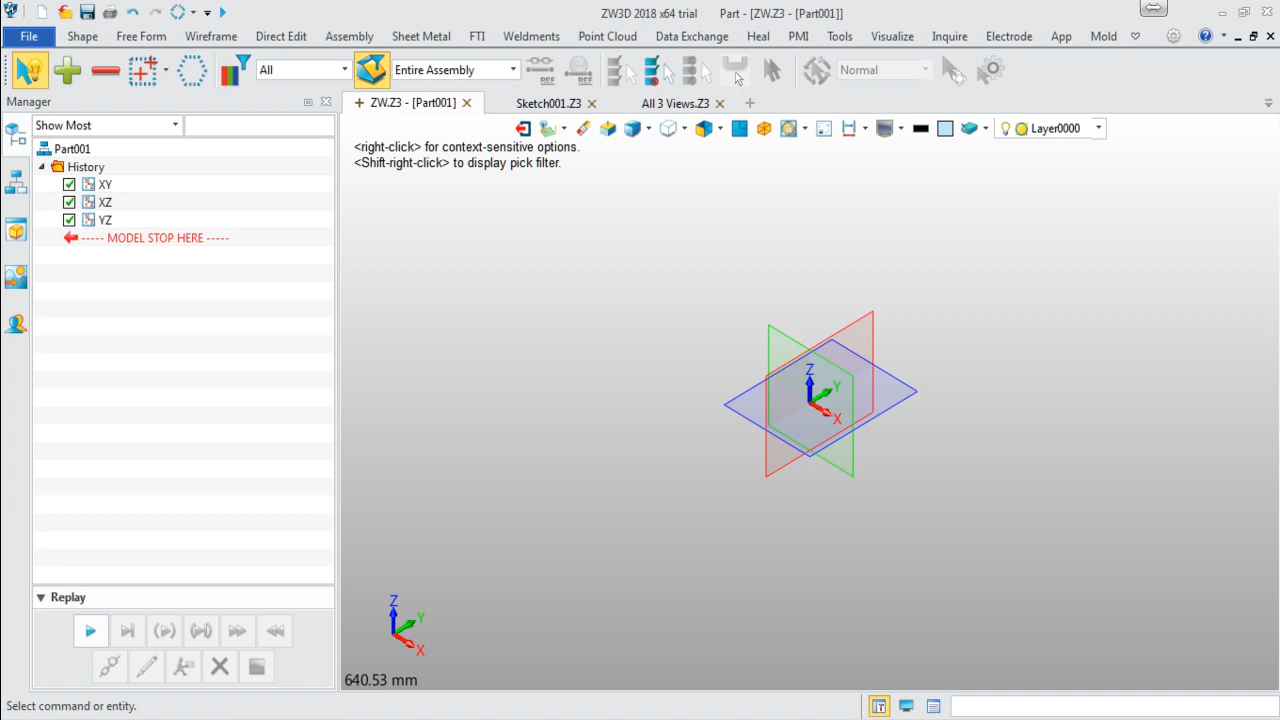 ZW3D 2018 x64 trial Part - [ZW.Z3 - [Part001]]
File Shape Free Form Wireframe Direct Edit Assembly Sheet Metal FTI Weldments Point Cloud Data Exchange Heal PMI Tools Visualize Inquire Electrode App Mold
All Entire Assembly REF REF Normal
Manager
ZW.Z3 - [Part001] Sketch001.Z3 All 3 Views.Z3
Show Most
Layer0000
<right-click> for context-sensitive options.
<Shift-right-click> to display pick filter.
Part001
History
XY
XZ
YZ
----- MODEL STOP HERE -----
Z
Y
X
Replay
Z
Y
X
640.53 mm
Select command or entity.